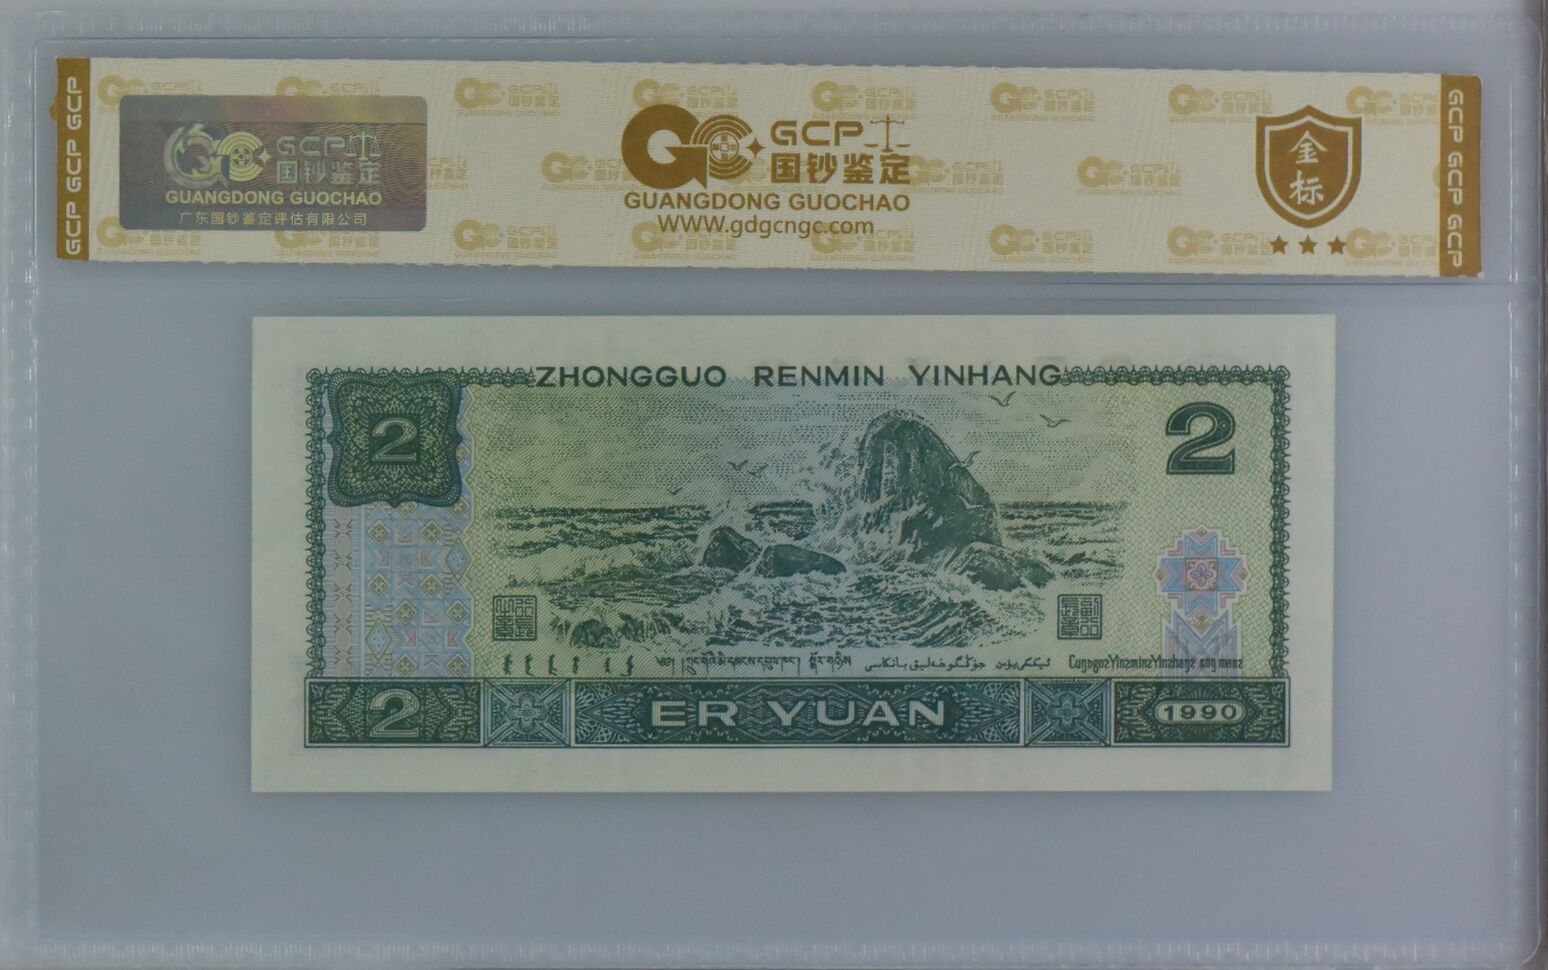 GCP GCP GCP
GCP
国钞鉴定
GUANGDONG GUOCHAO
广东国钞鉴定评估有限公司
GCP
国钞鉴定
GUANGDONG GUOCHAO
WWW.gdgcngc.com
金标
GCP GCP GCP
ZHONGGUO RENMIN YINHANG
2
2
2
ER YUAN
1990